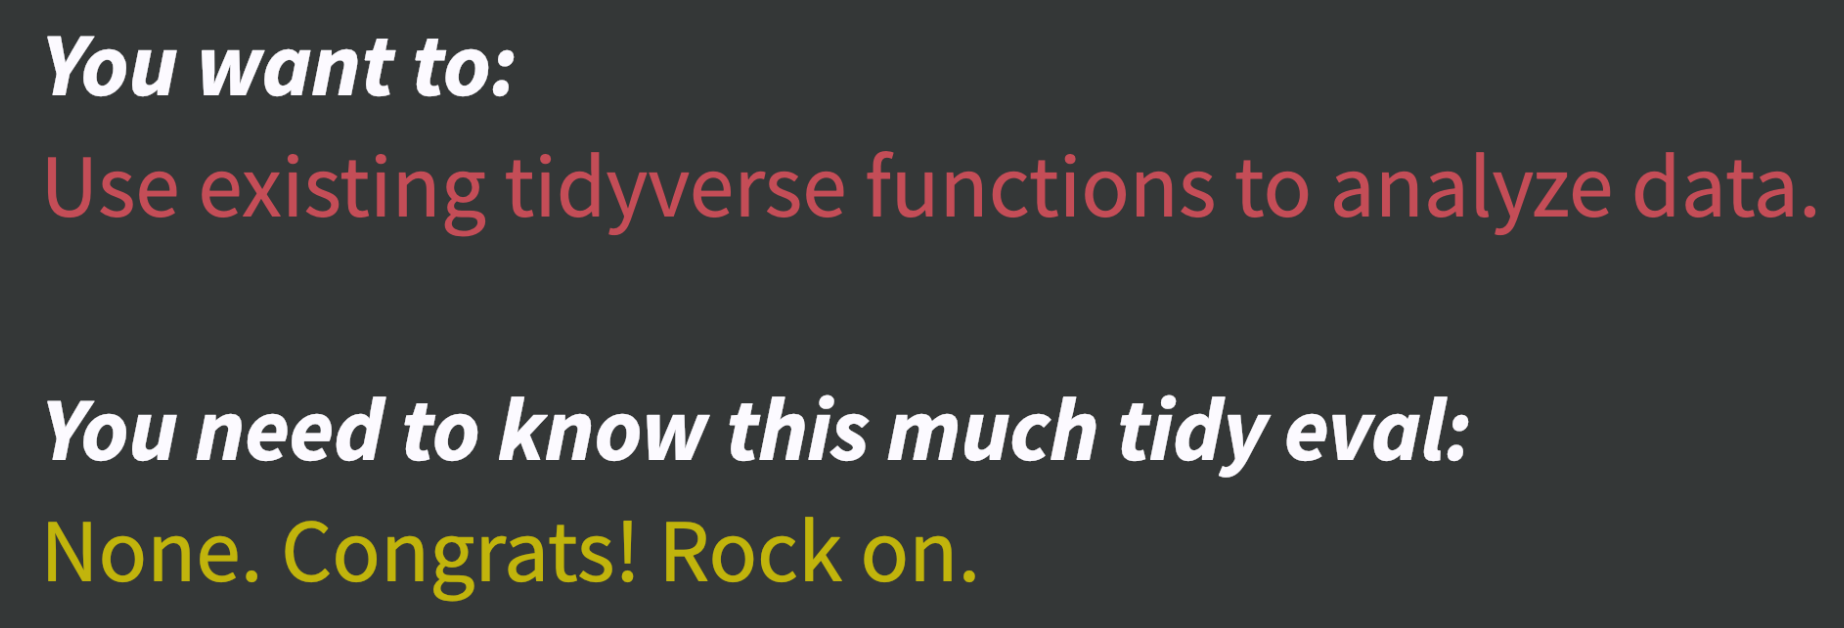 You want to:
Use existing tidyverse functions to analyze data.
You need to know this much tidy eval:
None. Congrats! Rock on.